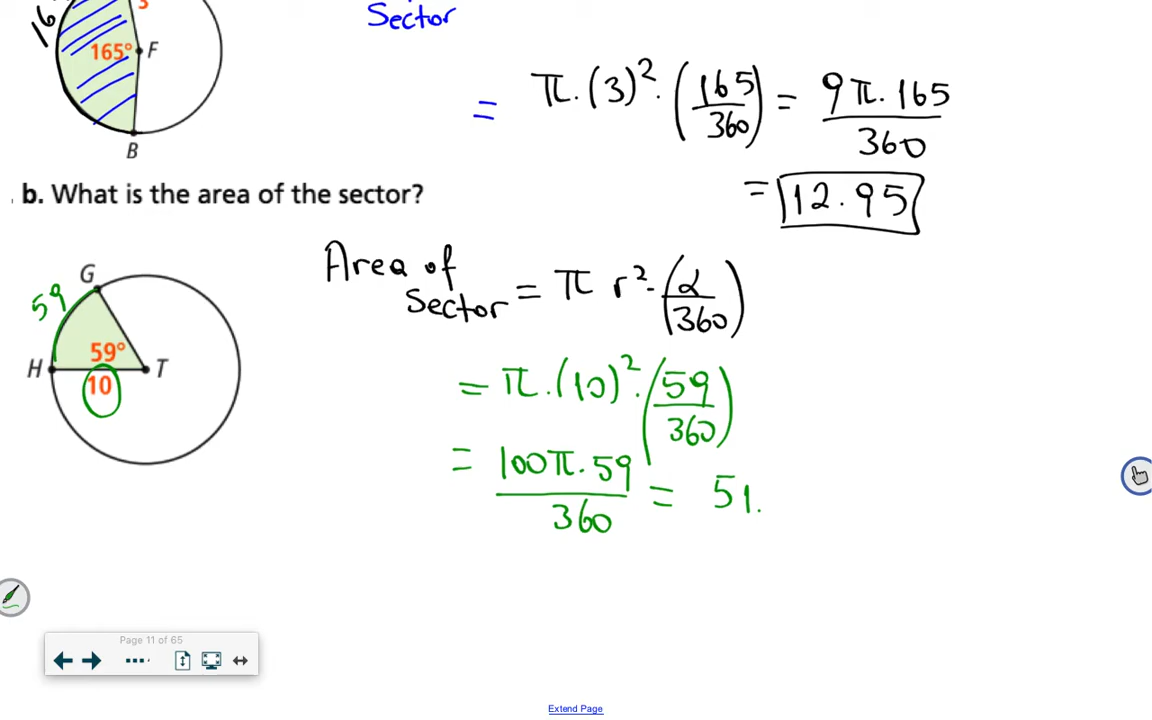 Sector
16
3
165° F
B
= π · (3)² · (165/360) = 9π · 165 / 360
= 12.95
b. What is the area of the sector?
Area of Sector = π r² · (α/360)
G
59
59°
H T
10
= π · (10)² · (59/360)
= 100π · 59 / 360 = 51.
Page 11 of 65
Extend Page